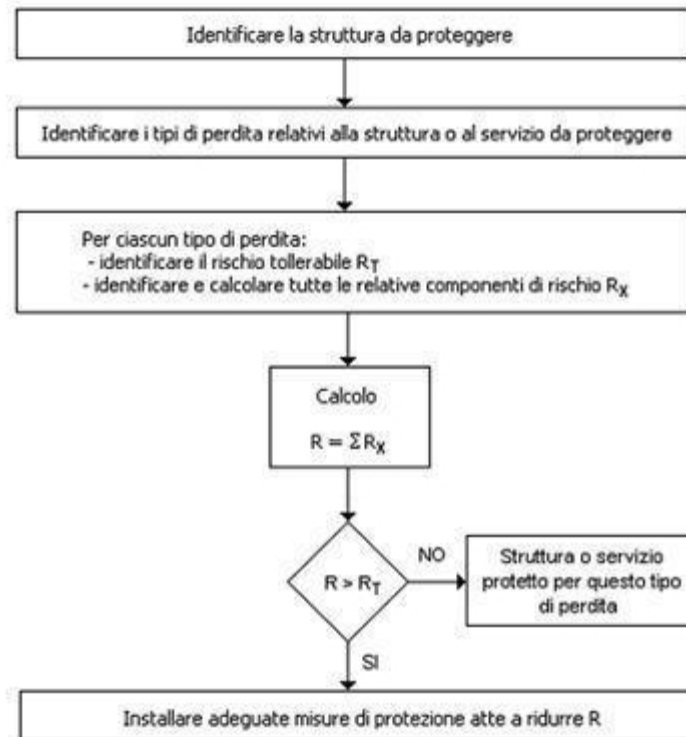 Identificare la struttura da proteggere
Identificare i tipi di perdita relativi alla struttura o al servizio da proteggere
Per ciascun tipo di perdita:
- identificare il rischio tollerabile RT
- identificare e calcolare tutte le relative componenti di rischio RX
Calcolo
R = ΣRX
R > RT
NO
Struttura o servizio
protetto per questo tipo
di perdita
SI
Installare adeguate misure di protezione atte a ridurre R